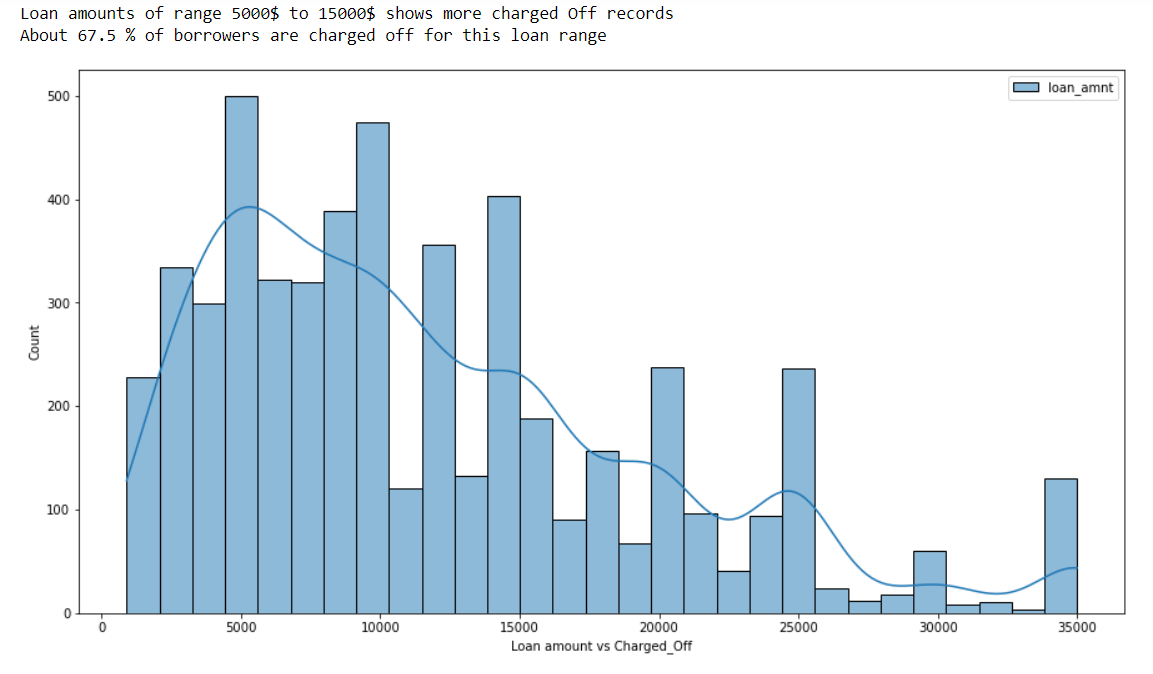 Loan amounts of range 5000$ to 15000$ shows more charged Off records
About 67.5 % of borrowers are charged off for this loan range
loan_amnt
500
400
300
200
100
0
Count
0 5000 10000 15000 20000 25000 30000 35000
Loan amount vs Charged_Off